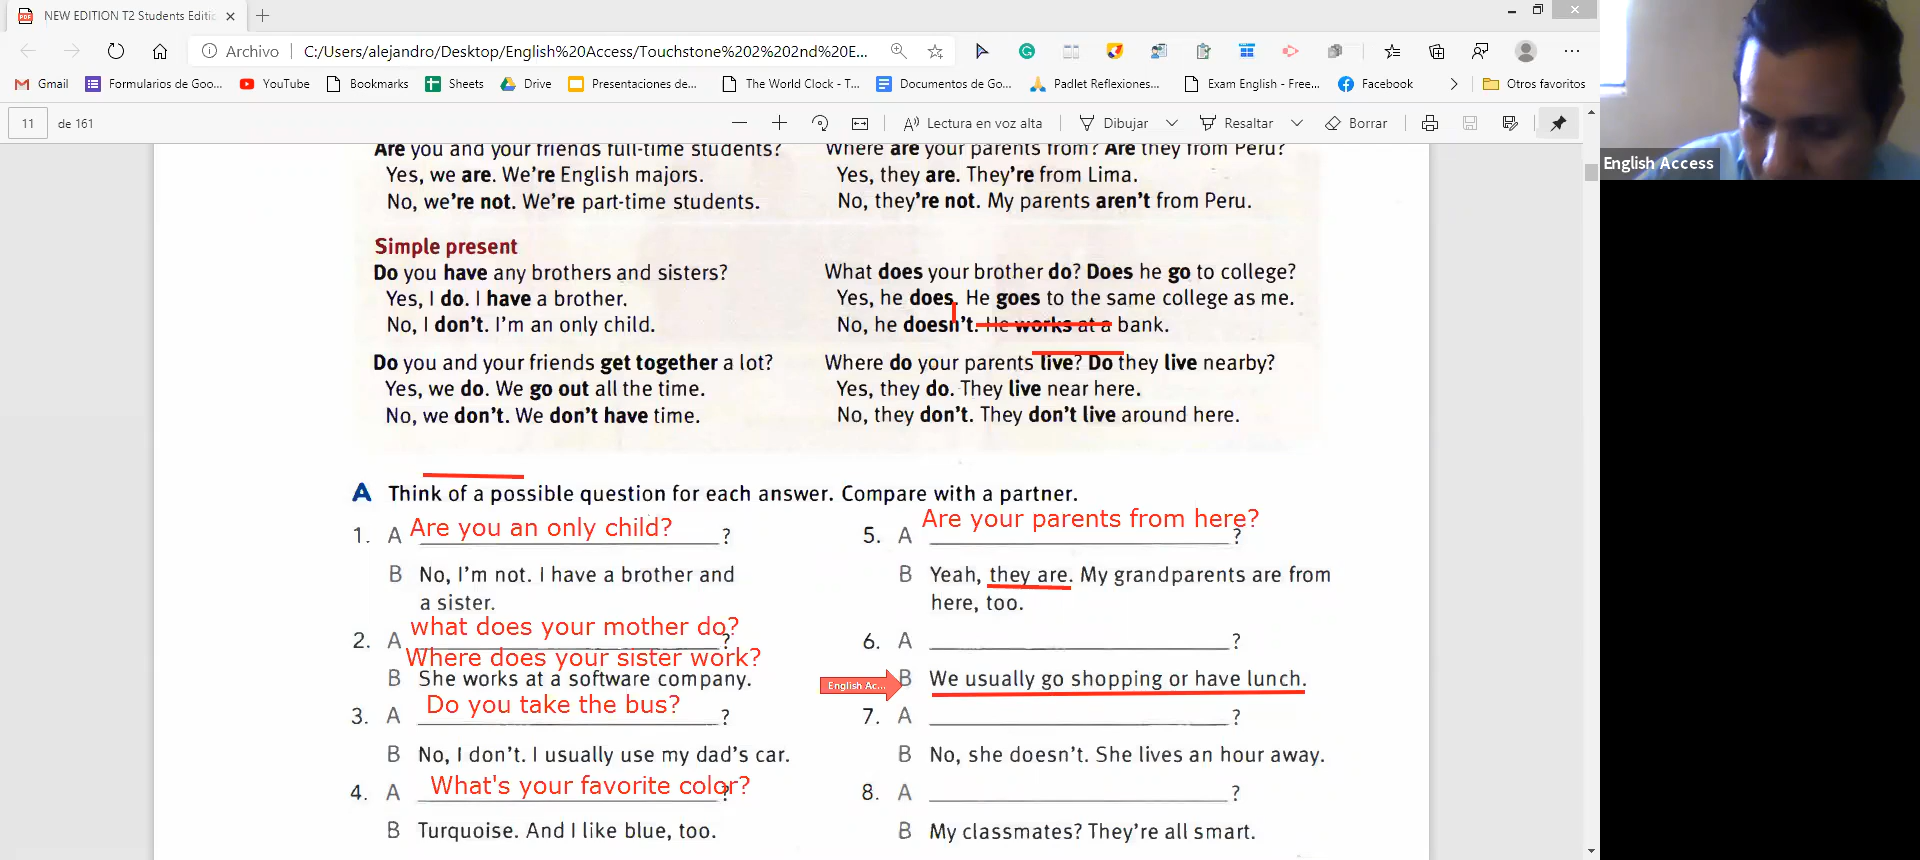 NEW EDITION T2 Students Editi
Archivo C:/Users/alejandro/Desktop/English%20Access/Touchstone%202%202nd%20E...
Gmail Formularios de Goo... YouTube Bookmarks Sheets Drive Presentaciones de... The World Clock - T... Documentos de Go... Padlet Reflexiones... Exam English - Free... Facebook Otros favoritos
11 de 161 Lectura en voz alta Dibujar Resaltar Borrar
English Access
Are you and your friends full-time students?
Yes, we are. We're English majors.
No, we're not. We're part-time students.
Where are your parents from? Are they from Peru?
Yes, they are. They're from Lima.
No, they're not. My parents aren't from Peru.
Simple present
Do you have any brothers and sisters?
Yes, I do. I have a brother.
No, I don't. I'm an only child.
What does your brother do? Does he go to college?
Yes, he does. He goes to the same college as me.
No, he doesn't. He works at a bank.
Do you and your friends get together a lot?
Yes, we do. We go out all the time.
No, we don't. We don't have time.
Where do your parents live? Do they live nearby?
Yes, they do. They live near here.
No, they don't. They don't live around here.
A Think of a possible question for each answer. Compare with a partner.
1. A Are you an only child? ?
B No, I'm not. I have a brother and
a sister.
2. A what does your mother do? ?
Where does your sister work?
B She works at a software company.
3. A Do you take the bus? ?
B No, I don't. I usually use my dad's car.
4. A What's your favorite color? ?
B Turquoise. And I like blue, too.
5. A Are your parents from here? ?
B Yeah, they are. My grandparents are from
here, too.
6. A ?
English Ac...
B We usually go shopping or have lunch.
7. A ?
B No, she doesn't. She lives an hour away.
8. A ?
B My classmates? They're all smart.